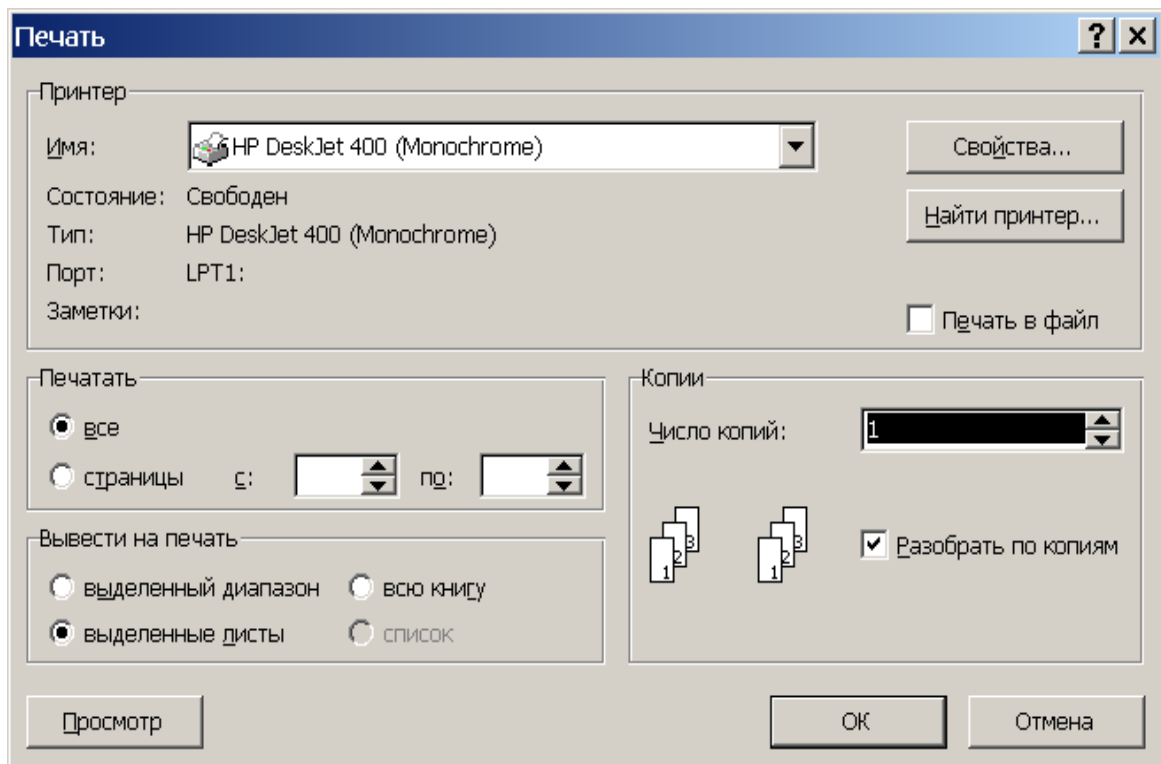 Печать
Принтер
Имя: HP DeskJet 400 (Monochrome) Свойства...
Состояние: Свободен
Найти принтер...
Тип: HP DeskJet 400 (Monochrome)
Порт: LPT1:
Заметки:
Печать в файл
Печатать
все
страницы с: по:
Вывести на печать
выделенный диапазон всю книгу
выделенные листы список
Копии
Число копий: 1
1 2 3 1 2 3 Разобрать по копиям
Просмотр ОК Отмена